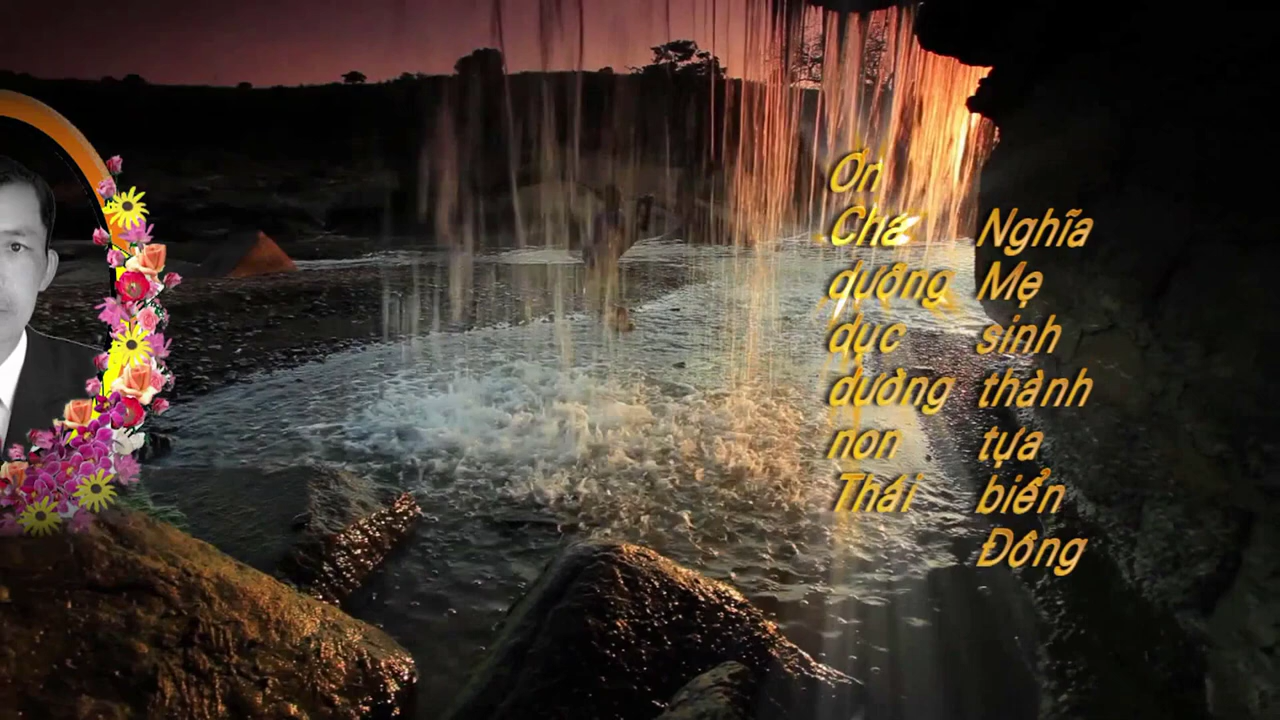 Ơn
Cha
dưỡng
dục
dường
non
Thái
Nghĩa
Mẹ
sinh
thành
tựa
biển
Đông